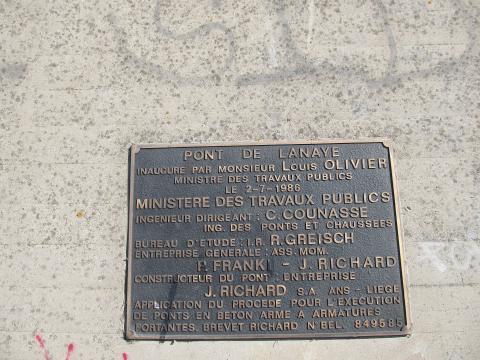 PONT DE LANAYE
INAUGURE PAR MONSIEUR LOUIS OLIVIER
MINISTRE DES TRAVAUX PUBLICS
LE 2-7-1986
MINISTERE DES TRAVAUX PUBLICS
INGENIEUR DIRIGEANT : C. COUNASSE
ING. DES PONTS ET CHAUSSEES
BUREAU D'ETUDE : I.R. R. GREISCH
ENTREPRISE GENERALE : ASS. MOM.
P. FRANKI - J. RICHARD
CONSTRUCTEUR DU PONT ENTREPRISE
J. RICHARD S.A. ANS - LIEGE
APPLICATION DU PROCEDE POUR L'EXECUTION
DE PONTS EN BETON ARME A ARMATURES
PORTANTES. BREVET RICHARD N° BEL. 849588